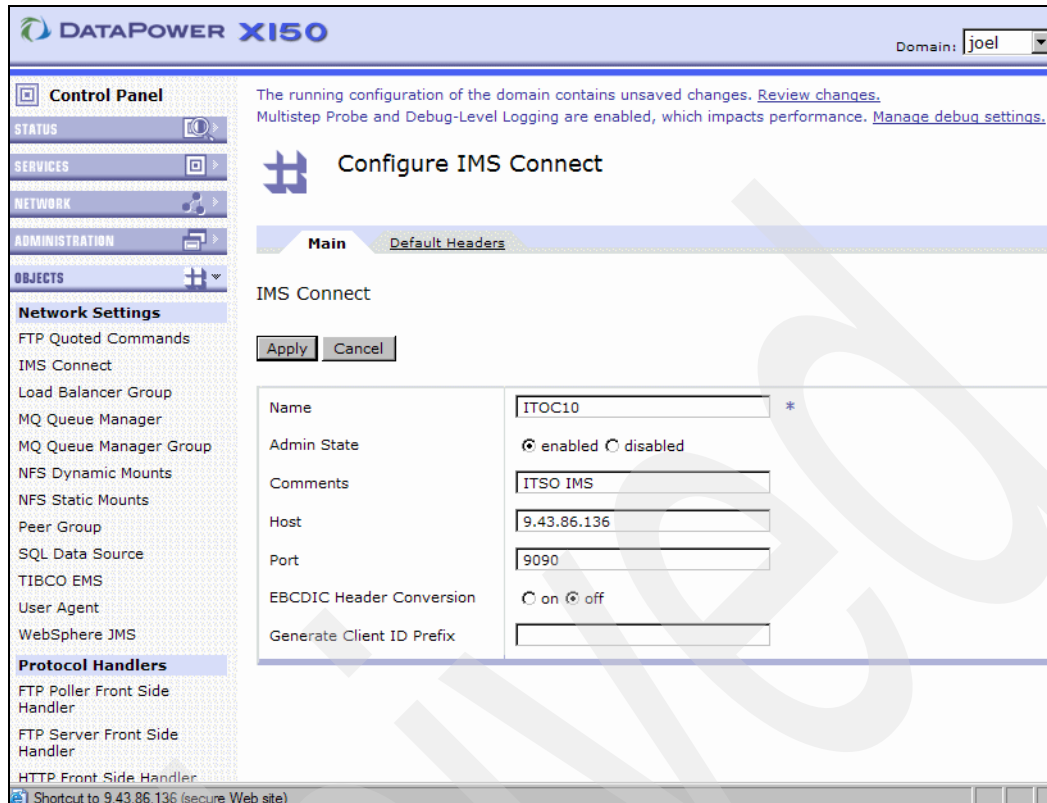 DATAPOWER XI50
Domain: joel
Control Panel
STATUS
SERVICES
NETWORK
ADMINISTRATION
OBJECTS
Network Settings
FTP Quoted Commands
IMS Connect
Load Balancer Group
MQ Queue Manager
MQ Queue Manager Group
NFS Dynamic Mounts
NFS Static Mounts
Peer Group
SQL Data Source
TIBCO EMS
User Agent
WebSphere JMS
Protocol Handlers
FTP Poller Front Side
Handler
FTP Server Front Side
Handler
HTTP Front Side Handler
The running configuration of the domain contains unsaved changes. Review changes.
Multistep Probe and Debug-Level Logging are enabled, which impacts performance. Manage debug settings.
Configure IMS Connect
Main Default Headers
IMS Connect
Apply Cancel
Name ITOC10 *
Admin State enabled disabled
Comments ITSO IMS
Host 9.43.86.136
Port 9090
EBCDIC Header Conversion on off
Generate Client ID Prefix
Shortcut to 9.43.86.136 (secure Web site)